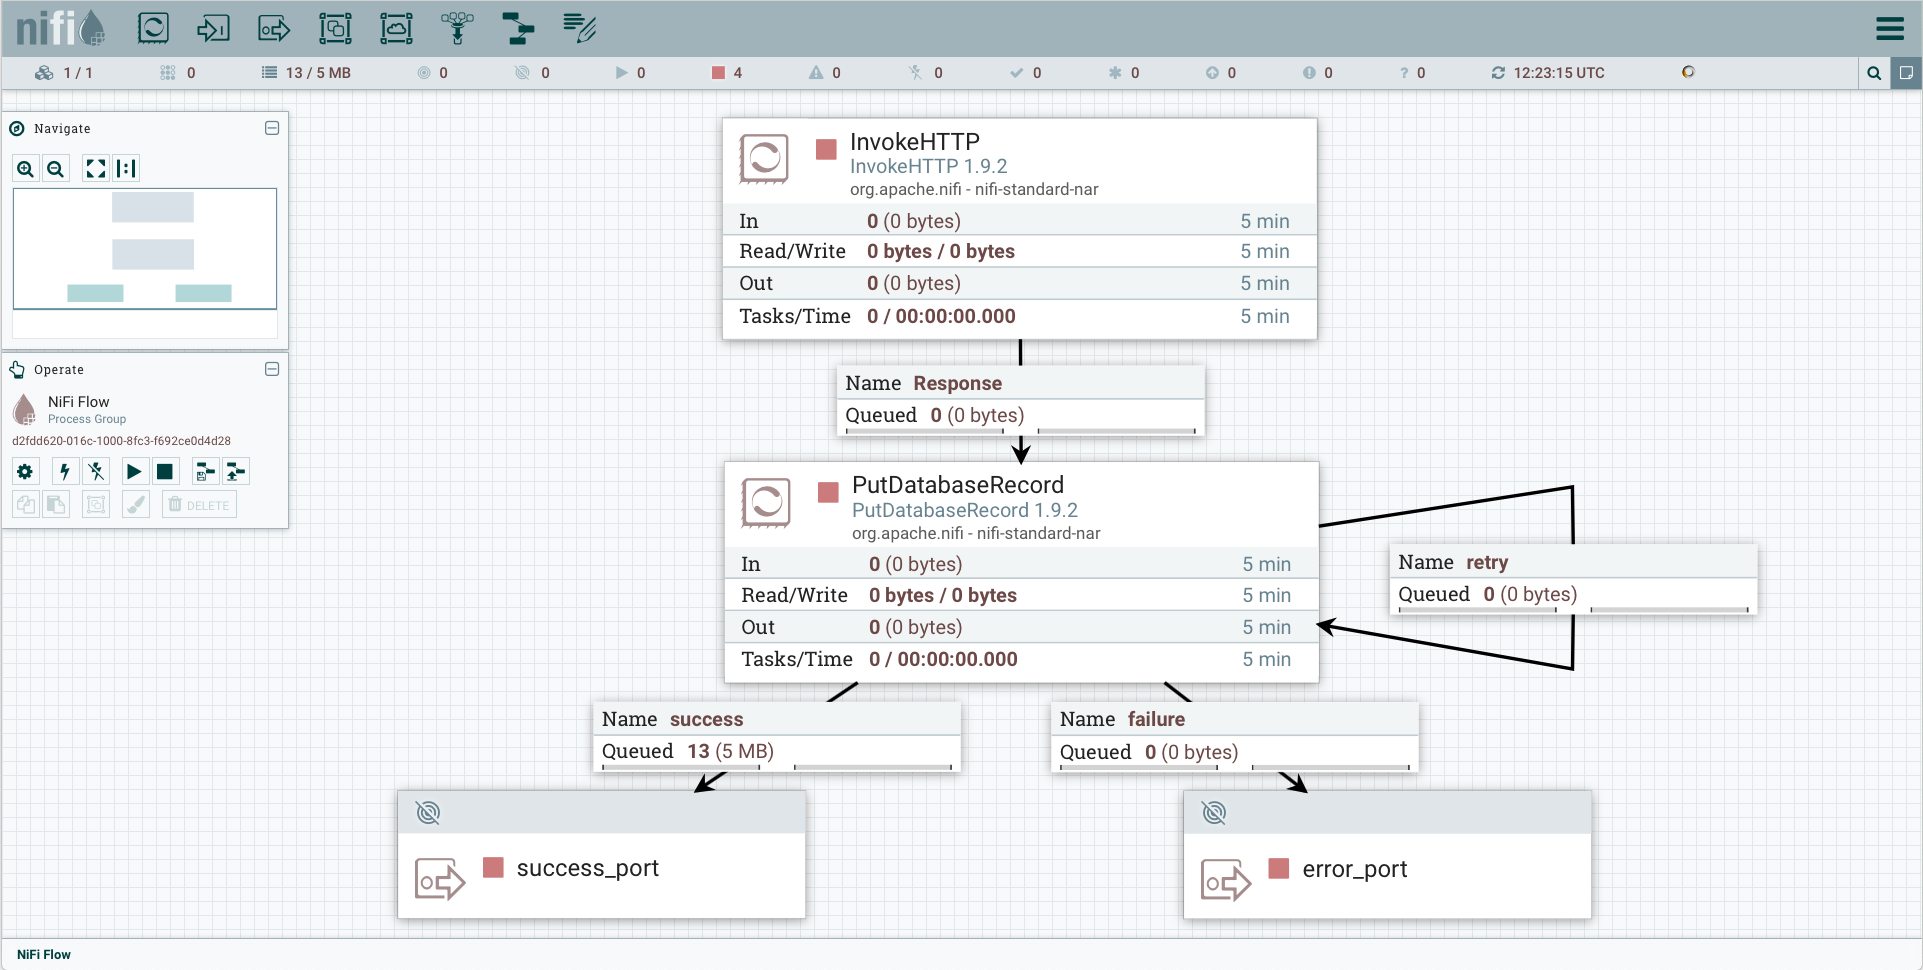 nifi
1 / 1 0 13 / 5 MB 0 0 0 4 0 0 0 0 0 0 ? 0 12:23:15 UTC
Navigate
Operate
NiFi Flow
Process Group
d2fdd620-016c-1000-8fc3-f692ce0d4d28
DELETE
InvokeHTTP
InvokeHTTP 1.9.2
org.apache.nifi - nifi-standard-nar
In 0 (0 bytes) 5 min
Read/Write 0 bytes / 0 bytes 5 min
Out 0 (0 bytes) 5 min
Tasks/Time 0 / 00:00:00.000 5 min
Name Response
Queued 0 (0 bytes)
PutDatabaseRecord
PutDatabaseRecord 1.9.2
org.apache.nifi - nifi-standard-nar
In 0 (0 bytes) 5 min
Read/Write 0 bytes / 0 bytes 5 min
Out 0 (0 bytes) 5 min
Tasks/Time 0 / 00:00:00.000 5 min
Name retry
Queued 0 (0 bytes)
Name success
Queued 13 (5 MB)
Name failure
Queued 0 (0 bytes)
success_port
error_port
NiFi Flow